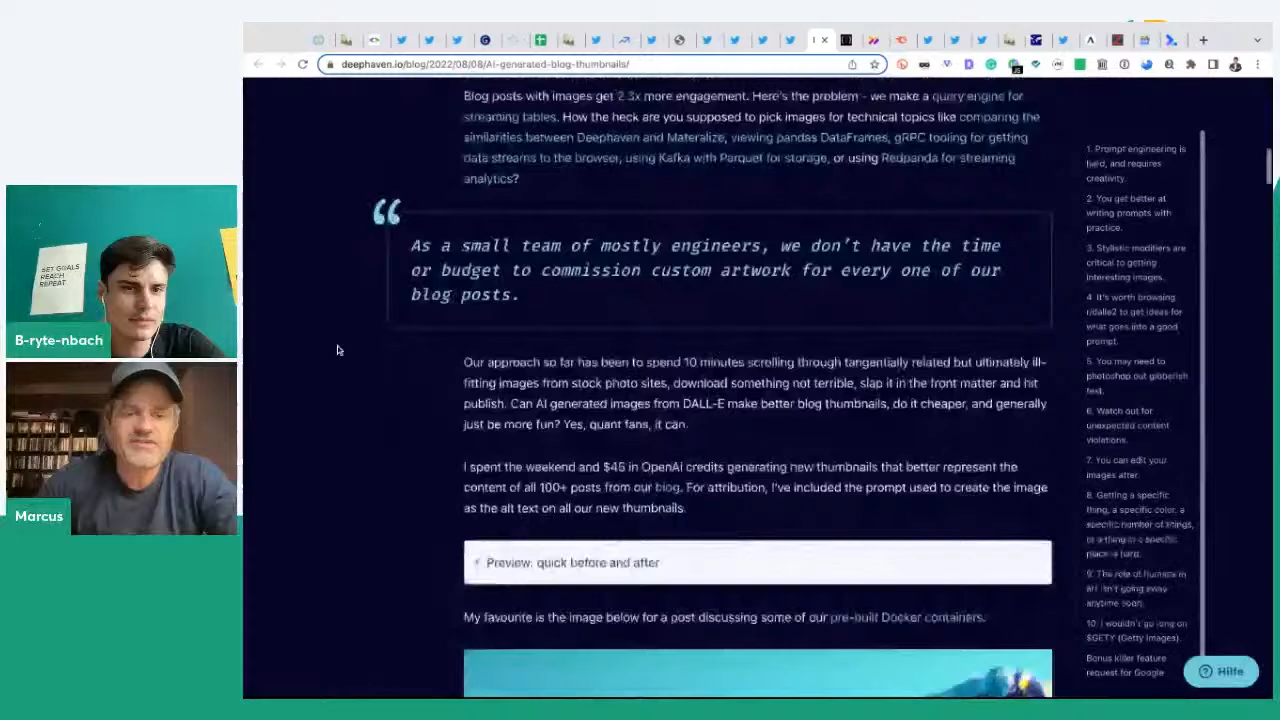 deephaven.io/blog/2022/08/08/AI-generated-blog-thumbnails/
Blog posts with images get 2.3x more engagement. Here's the problem - we make a query engine for
streaming tables. How the heck are you supposed to pick images for technical topics like comparing the
similarities between Deephaven and Materalize, viewing pandas DataFrames, gRPC tooling for getting
data streams to the browser, using Kafka with Parquet for storage, or using Redpanda for streaming
analytics?
“
As a small team of mostly engineers, we don't have the time
or budget to commission custom artwork for every one of our
blog posts.
Our approach so far has been to spend 10 minutes scrolling through tangentially related but ultimately ill-
fitting images from stock photo sites, download something not terrible, slap it in the front matter and hit
publish. Can AI generated images from DALL-E make better blog thumbnails, do it cheaper, and generally
just be more fun? Yes, quant fans, it can.
I spent the weekend and $45 in OpenAI credits generating new thumbnails that better represent the
content of all 100+ posts from our blog. For attribution, I've included the prompt used to create the image
as the alt text on all our new thumbnails.
Preview: quick before and after
My favourite is the image below for a post discussing some of our pre-built Docker containers.
1. Prompt engineering is
hard, and requires
creativity.
2. You get better at
writing prompts with
practice.
3. Stylistic modifiers are
critical to getting
interesting images.
4. It's worth browsing
r/dalle2 to get ideas for
what goes into a good
prompt.
5. You may need to
photoshop out gibberish
text.
6. Watch out for
unexpected content
violations.
7. You can edit your
images after.
8. Getting a specific
thing, a specific color, a
specific number of things,
or a thing in a specific
place is hard.
9. The role of humans in
art isn't going away
anytime soon.
10. I wouldn't go long on
$GETY (Getty Images).
Bonus killer feature
request for Google
Hilfe
SET GOALS
REACH
REPEAT
B-ryte-nbach
Marcus